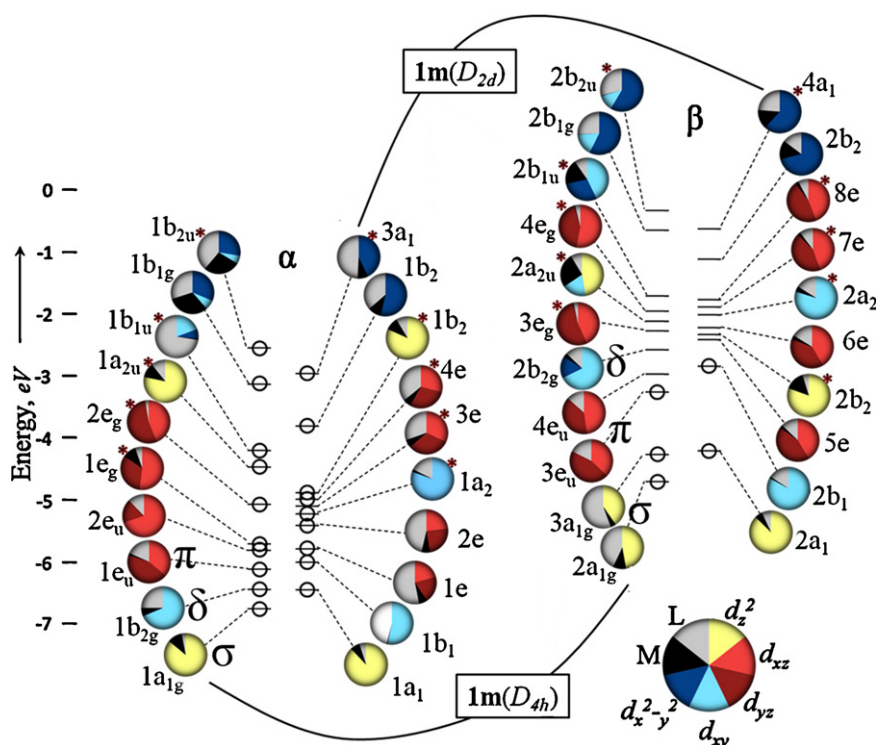 1m(D2d)
α
β
Energy, eV
0
-1
-2
-3
-4
-5
-6
-7
1b2u*
1b1g
1b1u*
1a2u*
2eg*
1eg*
2eu
1eu
π
1b2g
δ
1a1g
σ
3a1*
1b2
1b2*
4e*
3e*
1a2*
2e
1e
1b1
1a1
2b2u*
2b1g
2b1u*
4eg*
2a2u*
3eg*
2b2g
δ
4eu
π
3eu
3a1g
σ
2a1g
4a1*
2b2
8e*
7e*
2a2*
6e
2b2*
5e
2b1
2a1
1m(D4h)
L
dz²
M
dxz
dx²-y²
dyz
dxy